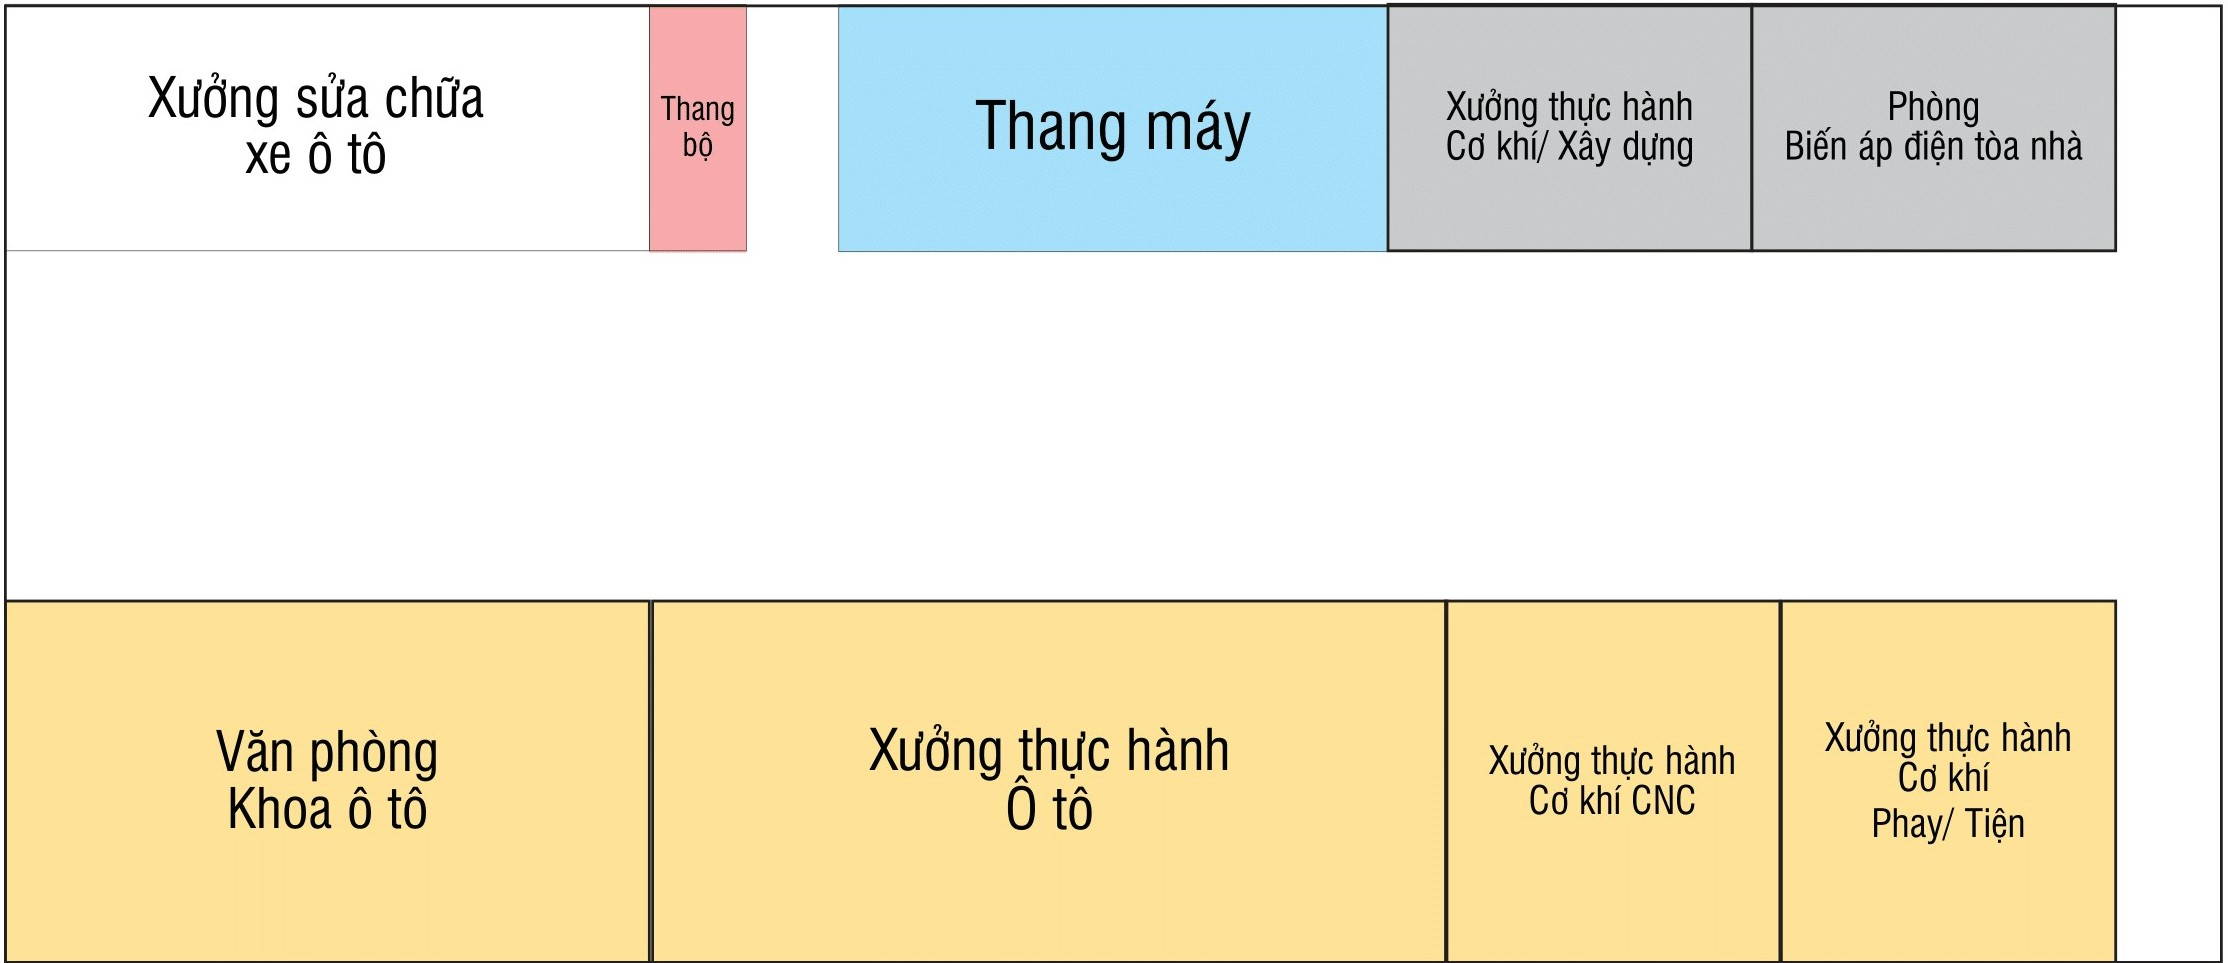 Xưởng sửa chữa
xe ô tô
Thang
bộ
Thang máy
Xưởng thực hành
Cơ khí/ Xây dựng
Phòng
Biến áp điện tòa nhà
Văn phòng
Khoa ô tô
Xưởng thực hành
Ô tô
Xưởng thực hành
Cơ khí CNC
Xưởng thực hành
Cơ khí
Phay/ Tiện